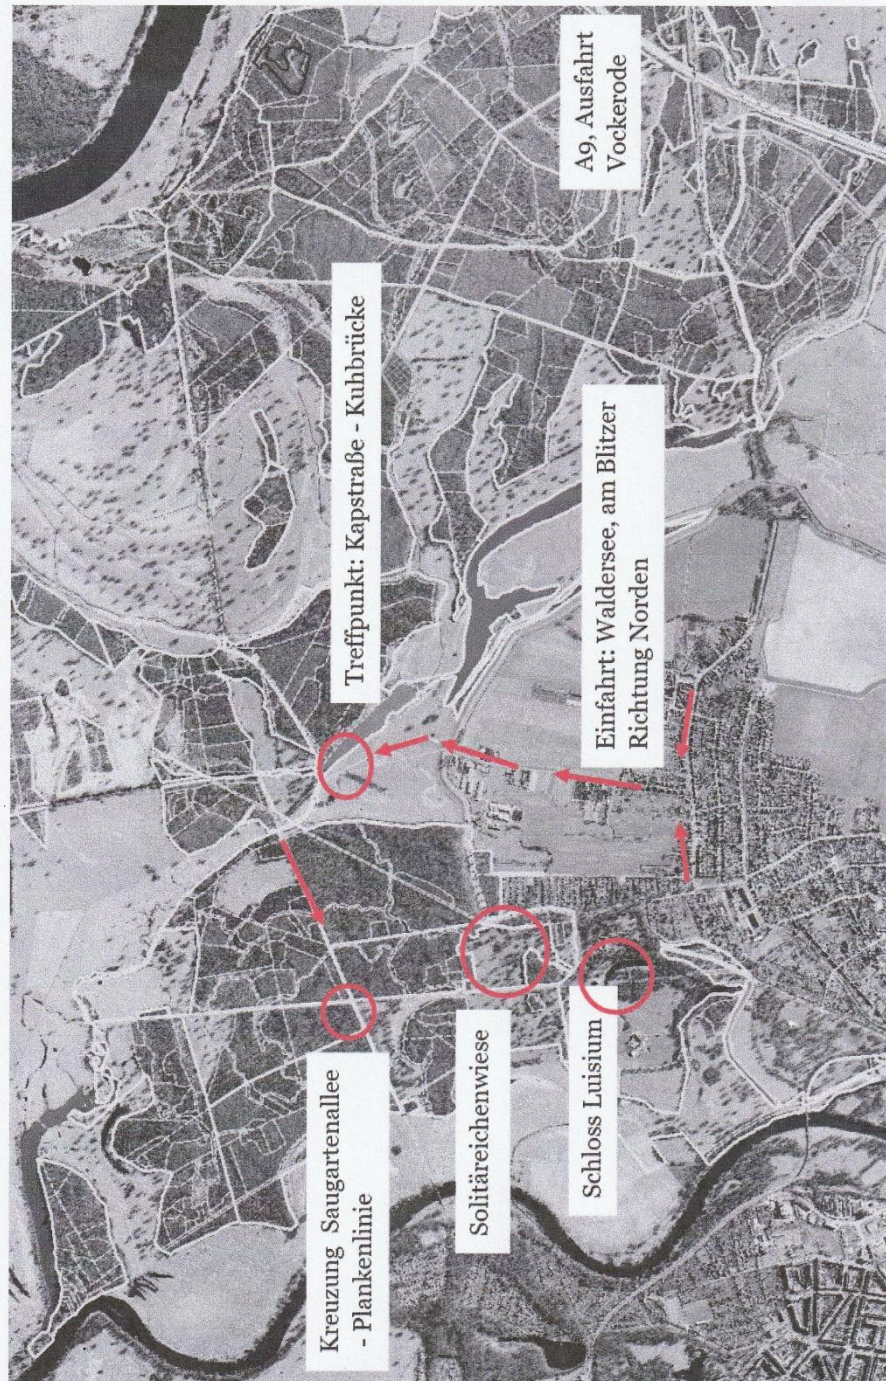 A9, Ausfahrt
Vockerode
Treffpunkt: Kapstraße - Kuhbrücke
Einfahrt: Waldersee, am Blitzer
Richtung Norden
Kreuzung Saugartenallee
- Plankenlinie
Solitäreichenwiese
Schloss Luisium